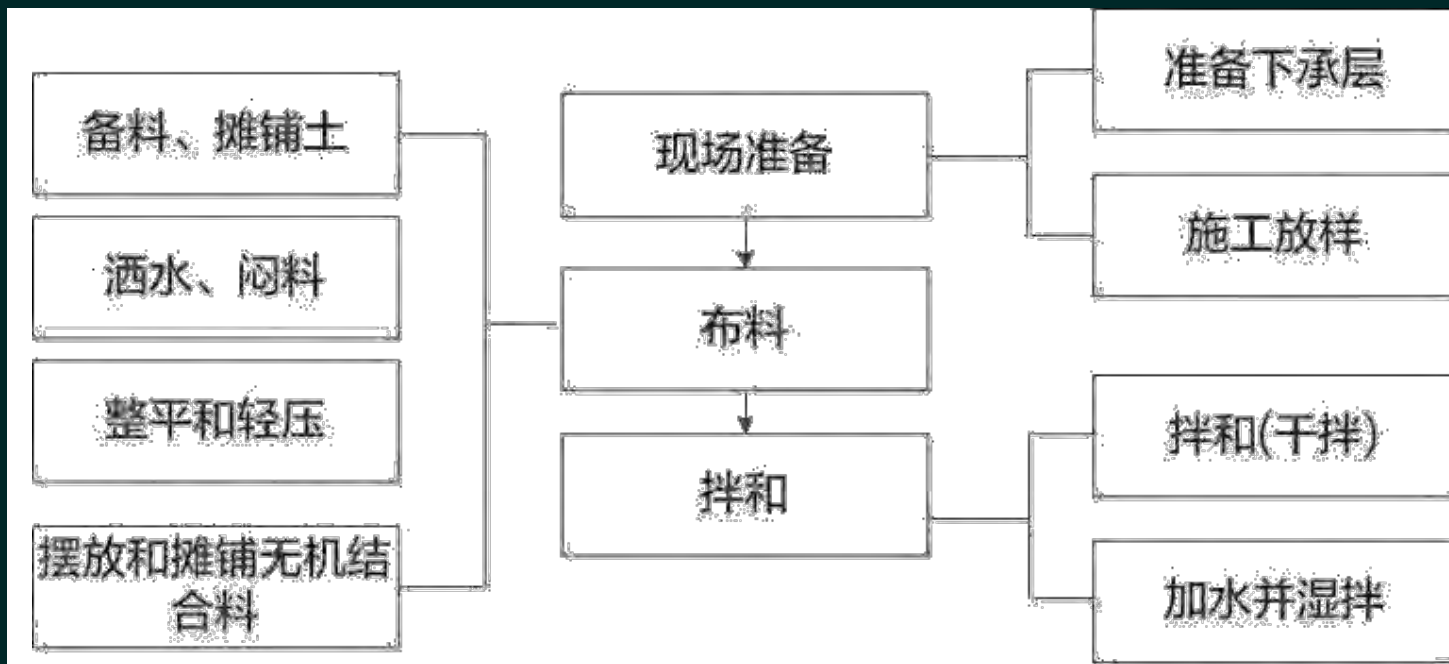 备料、摊铺土
洒水、闷料
整平和轻压
摆放和摊铺无机结
合料
现场准备
布料
拌和
准备下承层
施工放样
拌和(干拌)
加水并湿拌